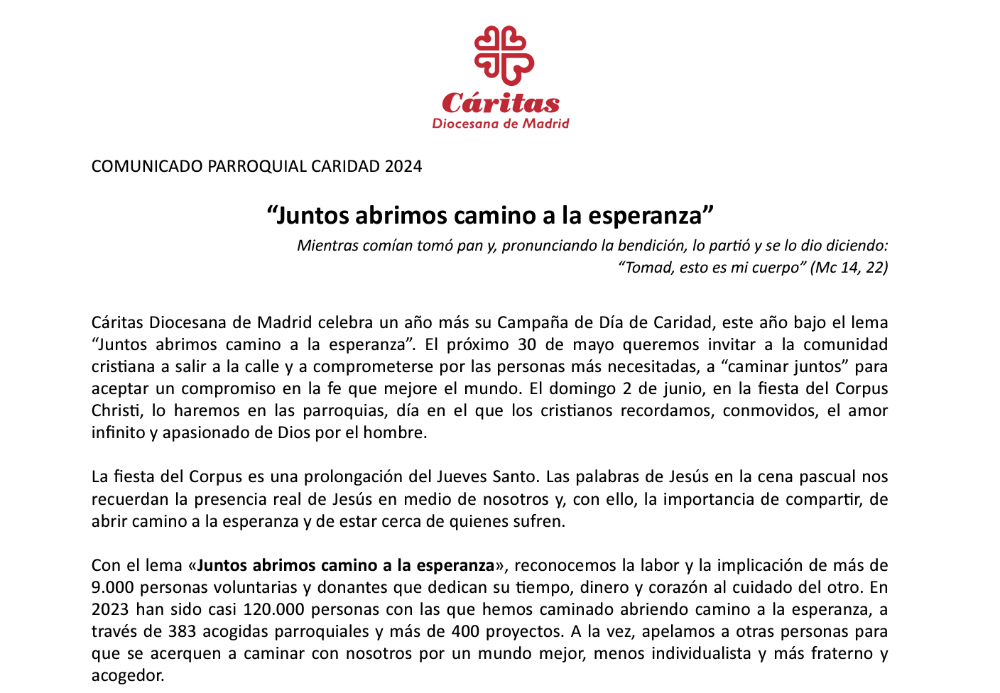 Cáritas
Diocesana de Madrid
COMUNICADO PARROQUIAL CARIDAD 2024
“Juntos abrimos camino a la esperanza”
Mientras comían tomó pan y, pronunciando la bendición, lo partió y se lo dio diciendo:
“Tomad, esto es mi cuerpo” (Mc 14, 22)
Cáritas Diocesana de Madrid celebra un año más su Campaña de Día de Caridad, este año bajo el lema
“Juntos abrimos camino a la esperanza”. El próximo 30 de mayo queremos invitar a la comunidad
cristiana a salir a la calle y a comprometerse por las personas más necesitadas, a “caminar juntos” para
aceptar un compromiso en la fe que mejore el mundo. El domingo 2 de junio, en la fiesta del Corpus
Christi, lo haremos en las parroquias, día en el que los cristianos recordamos, conmovidos, el amor
infinito y apasionado de Dios por el hombre.
La fiesta del Corpus es una prolongación del Jueves Santo. Las palabras de Jesús en la cena pascual nos
recuerdan la presencia real de Jesús en medio de nosotros y, con ello, la importancia de compartir, de
abrir camino a la esperanza y de estar cerca de quienes sufren.
Con el lema «Juntos abrimos camino a la esperanza», reconocemos la labor y la implicación de más de
9.000 personas voluntarias y donantes que dedican su tiempo, dinero y corazón al cuidado del otro. En
2023 han sido casi 120.000 personas con las que hemos caminado abriendo camino a la esperanza, a
través de 383 acogidas parroquiales y más de 400 proyectos. A la vez, apelamos a otras personas para
que se acerquen a caminar con nosotros por un mundo mejor, menos individualista y más fraterno y
acogedor.